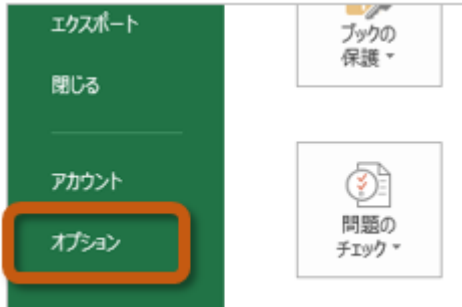 エクスポート
閉じる
アカウント
オプション
ブックの
保護
問題の
チェック